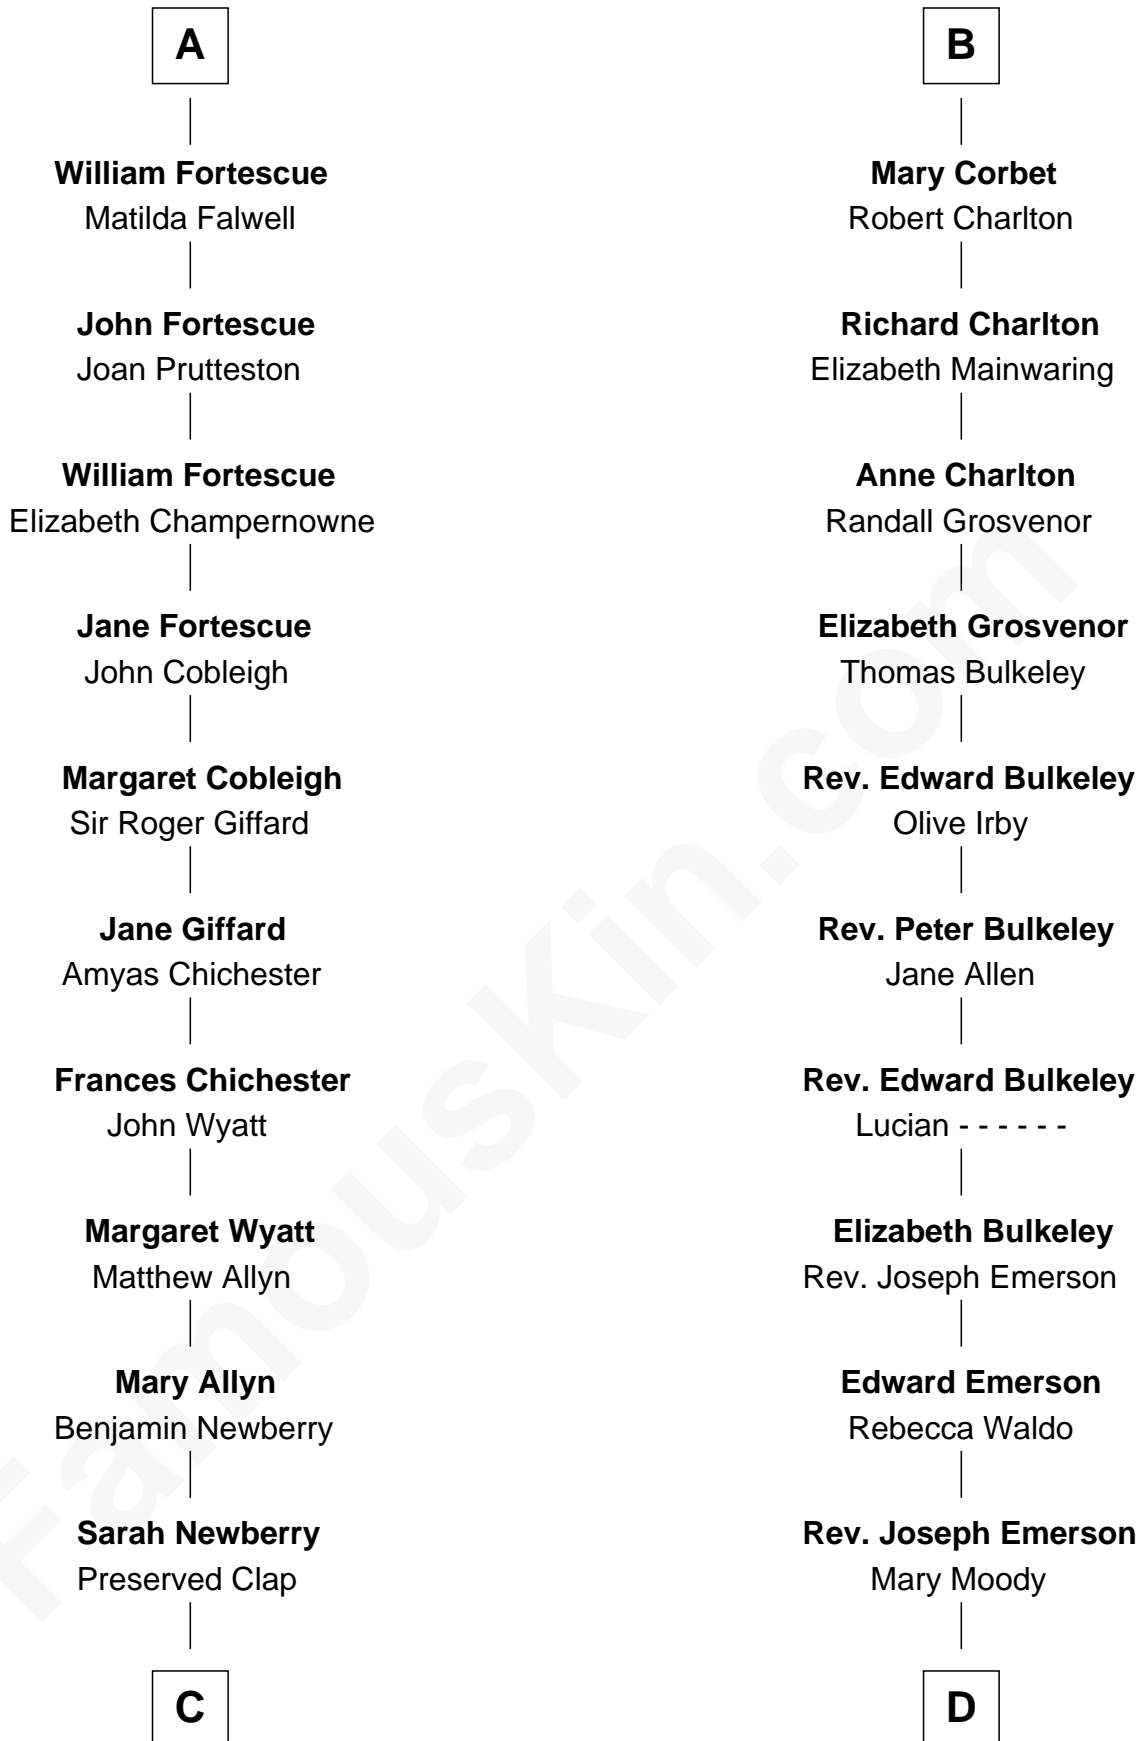 A
William Fortescue
Matilda Falwell
John Fortescue
Joan Prutteston
William Fortescue
Elizabeth Champernowne
Jane Fortescue
John Cobleigh
Margaret Cobleigh
Sir Roger Giffard
Jane Giffard
Amyas Chichester
Frances Chichester
John Wyatt
Margaret Wyatt
Matthew Allyn
Mary Allyn
Benjamin Newberry
Sarah Newberry
Preserved Clap
C
B
Mary Corbet
Robert Charlton
Richard Charlton
Elizabeth Mainwaring
Anne Charlton
Randall Grosvenor
Elizabeth Grosvenor
Thomas Bulkeley
Rev. Edward Bulkeley
Olive Irby
Rev. Peter Bulkeley
Jane Allen
Rev. Edward Bulkeley
Lucian - - - - - -
Elizabeth Bulkeley
Rev. Joseph Emerson
Edward Emerson
Rebecca Waldo
Rev. Joseph Emerson
Mary Moody
D
FamousKin.com